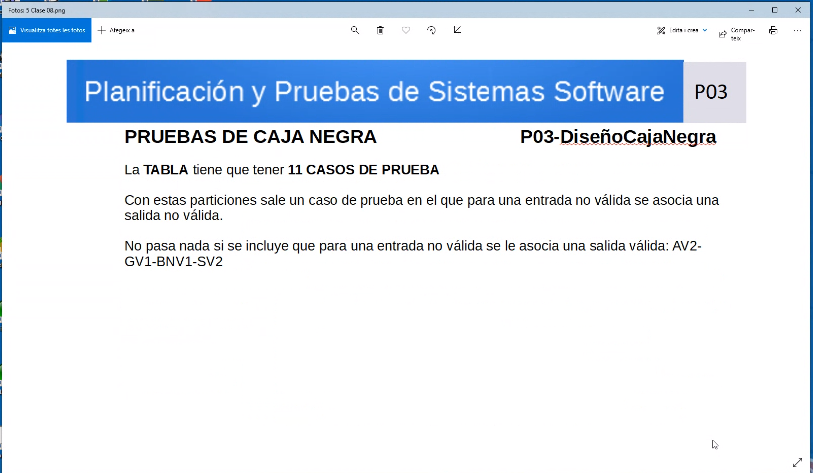 Fotos: 5 Clase 08.png
Visualitza totes les fotos
Afegeix a
Edita i crea
Compar-
teix
Planificación y Pruebas de Sistemas Software
P03
PRUEBAS DE CAJA NEGRA P03-DiseñoCajaNegra
La TABLA tiene que tener 11 CASOS DE PRUEBA
Con estas particiones sale un caso de prueba en el que para una entrada no válida se asocia una
salida no válida.
No pasa nada si se incluye que para una entrada no válida se le asocia una salida válida: AV2-
GV1-BNV1-SV2